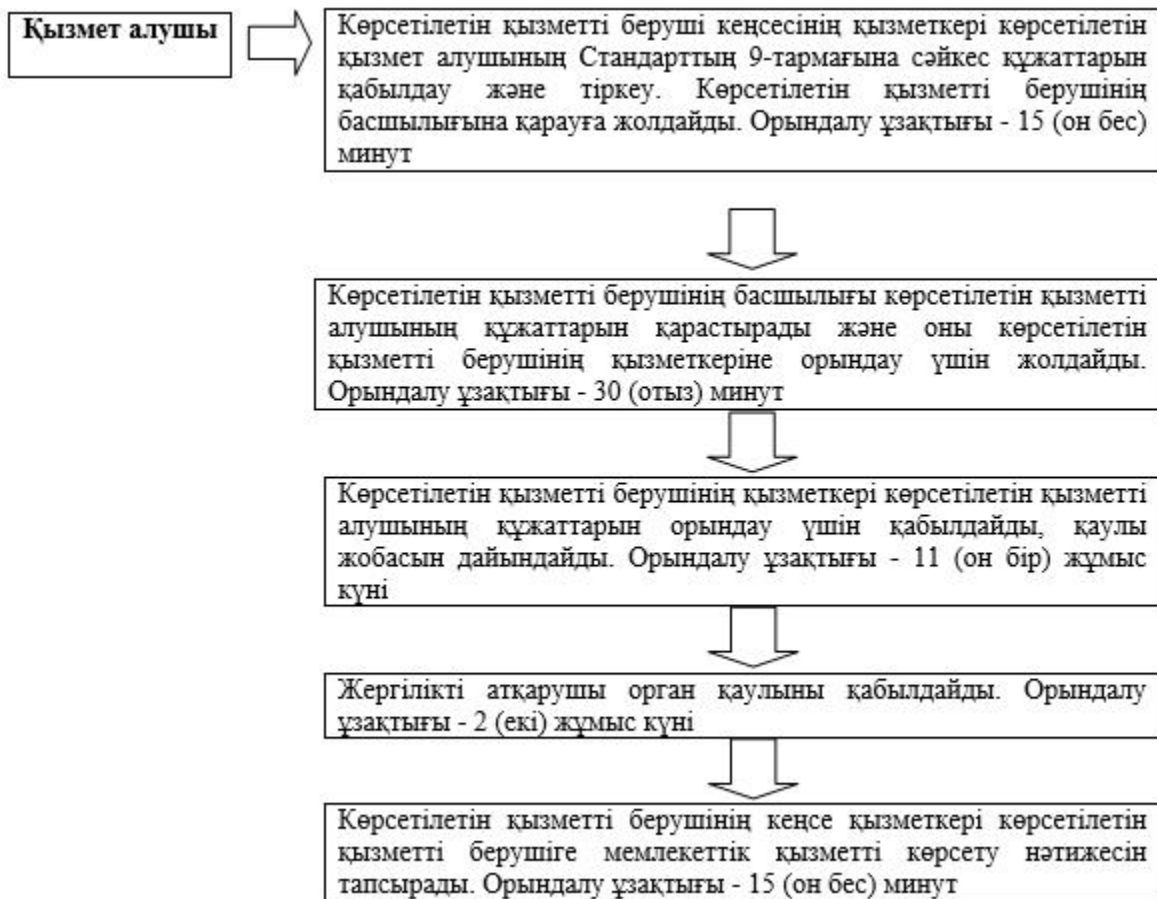 Қызмет алушы
Көрсетілетін қызметті беруші кеңсесінің қызметкері көрсетілетін
қызмет алушының Стандарттың 9-тармағына сәйкес құжаттарын
қабылдау және тіркеу. Көрсетілетін қызметті берушінің
басшылығына қарауға жолдайды. Орындалу ұзақтығы - 15 (он бес)
минут
Көрсетілетін қызметті берушінің басшылығы көрсетілетін қызметті
алушының құжаттарын қарастырады және оны көрсетілетін
қызметті берушінің қызметкеріне орындау үшін жолдайды.
Орындалу ұзақтығы - 30 (отыз) минут
Көрсетілетін қызметті берушінің қызметкері көрсетілетін қызметті
алушының құжаттарын орындау үшін қабылдайды, қаулы
жобасын дайындайды. Орындалу ұзақтығы - 11 (он бір) жұмыс
күні
Жергілікті атқарушы орган қаулыны қабылдайды. Орындалу
ұзақтығы - 2 (екі) жұмыс күні
Көрсетілетін қызметті берушінің кеңсе қызметкері көрсетілетін
қызметті берушіге мемлекеттік қызметті көрсету нәтижесін
тапсырады. Орындалу ұзақтығы - 15 (он бес) минут